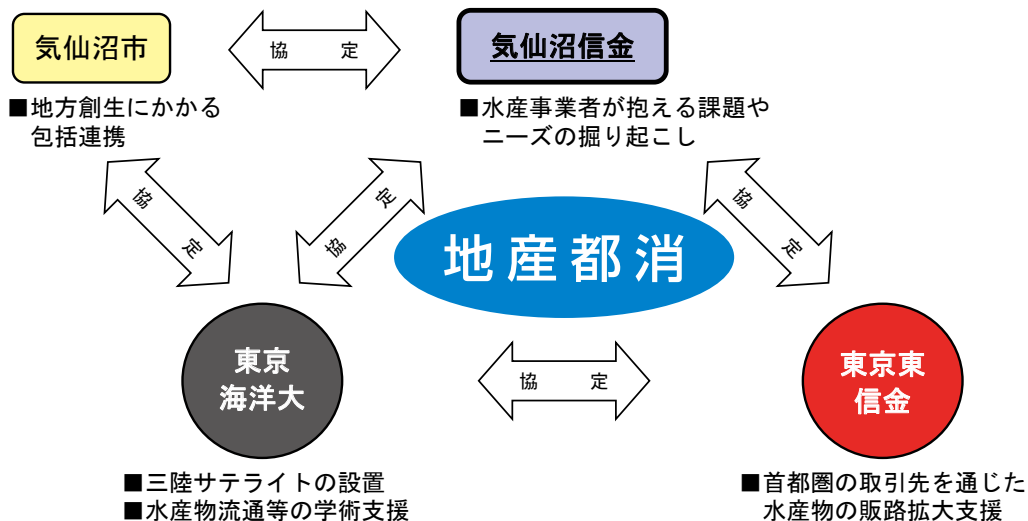 気仙沼市
協 定
気仙沼信金
■地方創生にかかる
包括連携
■水産事業者が抱える課題や
ニーズの掘り起こし
協 定
協 定
協 定
地産都消
東京
海洋大
協 定
東京東
信金
■三陸サテライトの設置
■水産物流通等の学術支援
■首都圏の取引先を通じた
水産物の販路拡大支援